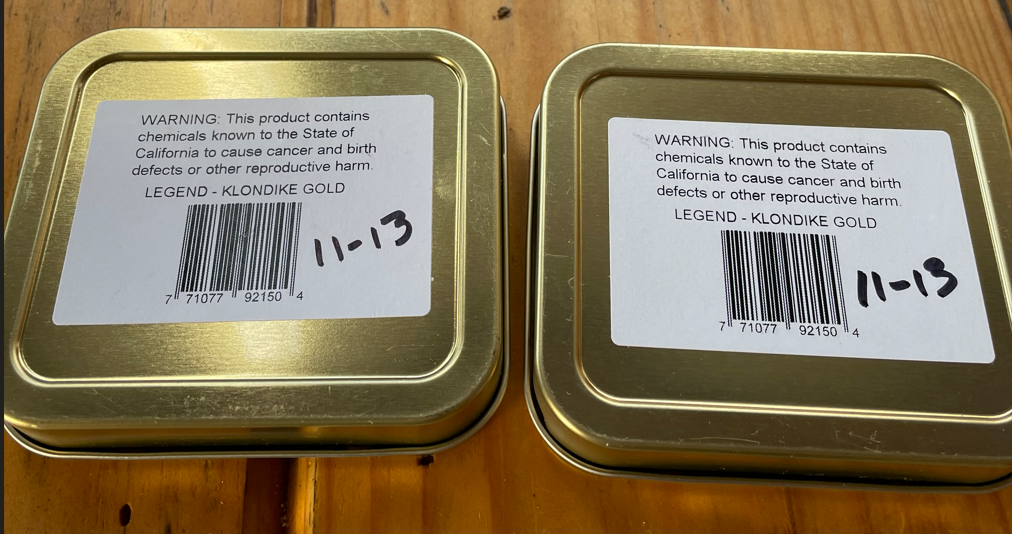 WARNING: This product contains
chemicals known to the State of
California to cause cancer and birth
defects or other reproductive harm.
LEGEND - KLONDIKE GOLD
11-13
7 71077 92150 4
WARNING: This product contains
chemicals known to the State of
California to cause cancer and birth
defects or other reproductive harm.
LEGEND - KLONDIKE GOLD
11-13
7 71077 92150 4